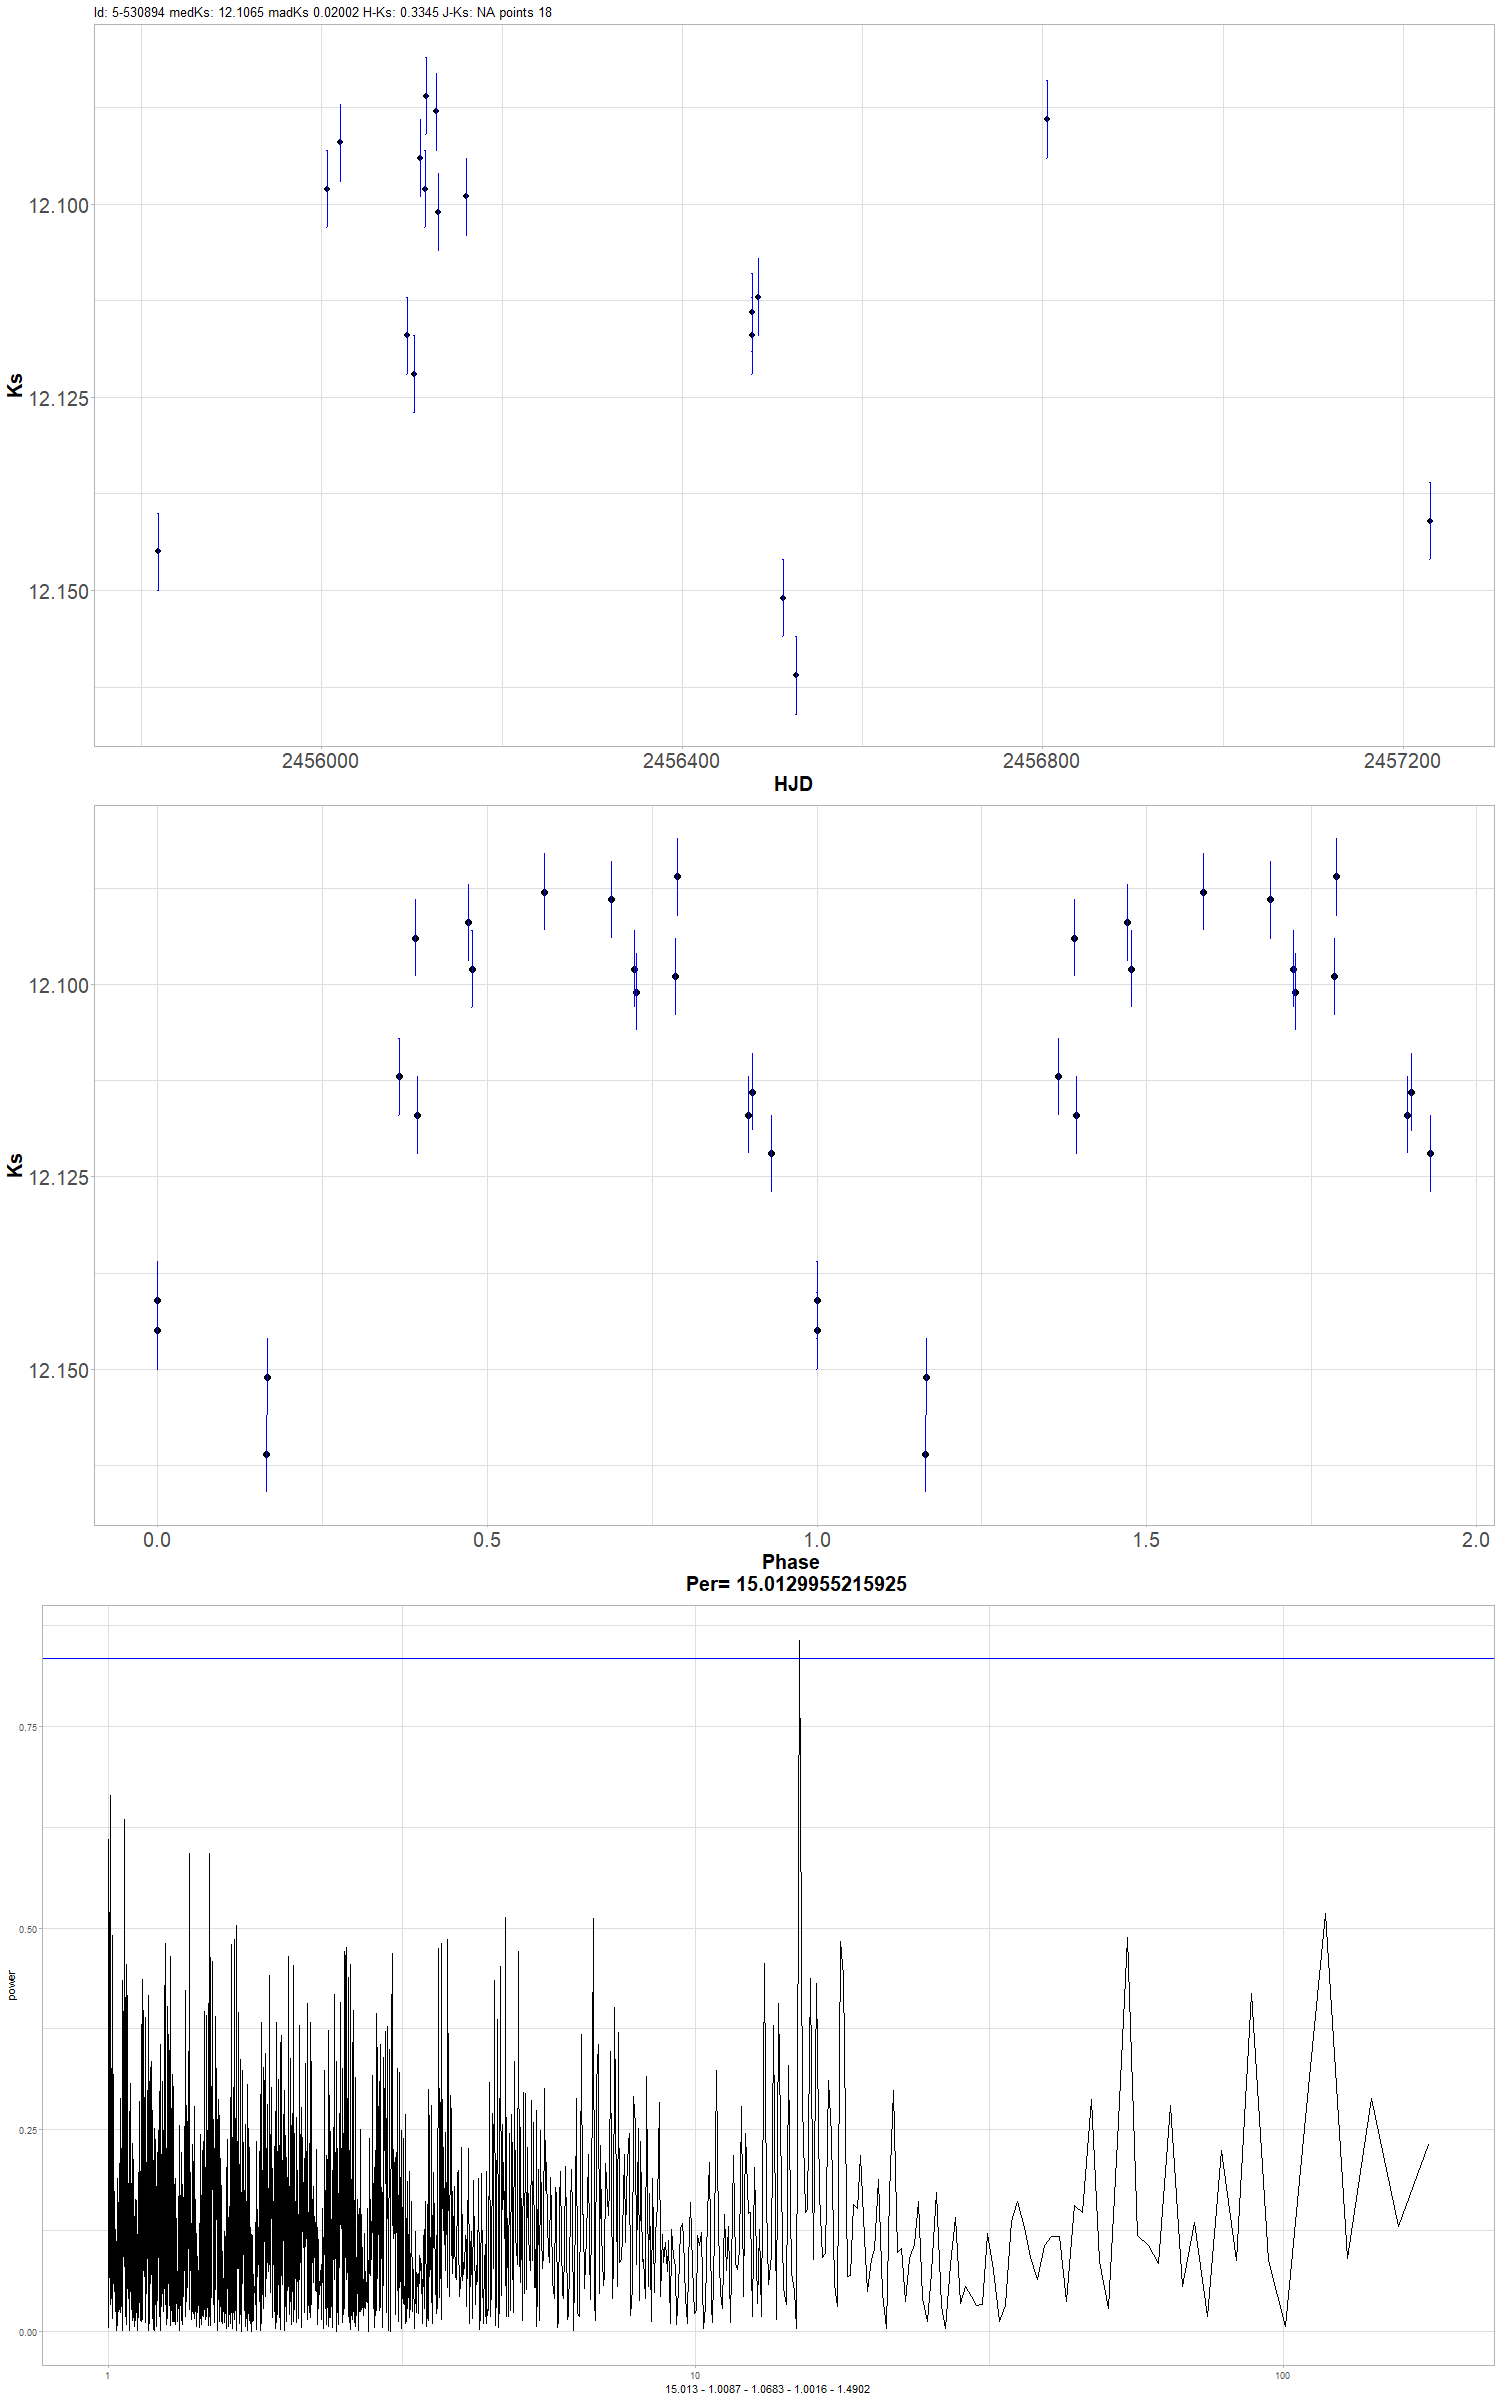 Id: 5-530894 medKs: 12.1065 madKs 0.02002 H-Ks: 0.3345 J-Ks: NA points 18
12.100
12.125
12.150
Ks
2456000 2456400 2456800 2457200
HJD
12.100
12.125
12.150
Ks
0.0 0.5 1.0 1.5 2.0
Phase
Per= 15.0129955215925
0.75
0.50
0.25
0.00
power
1 10 100
15.013 - 1.0087 - 1.0683 - 1.0016 - 1.4902